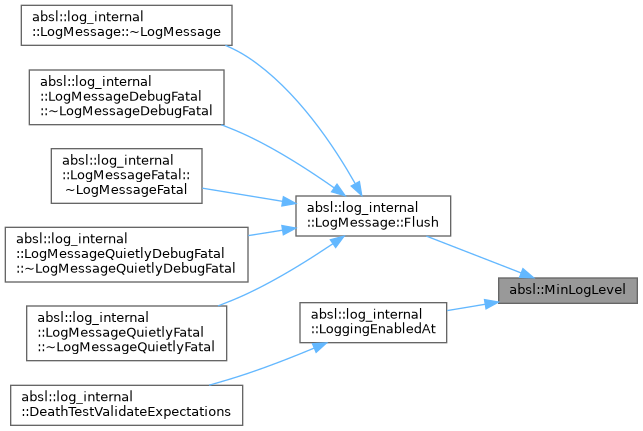 absl::log_internal
::LogMessage::~LogMessage
absl::log_internal
::LogMessageDebugFatal
::~LogMessageDebugFatal
absl::log_internal
::LogMessageFatal::
~LogMessageFatal
absl::log_internal
::LogMessage::Flush
absl::log_internal
::LogMessageQuietlyDebugFatal
::~LogMessageQuietlyDebugFatal
absl::MinLogLevel
absl::log_internal
::LogMessageQuietlyFatal
::~LogMessageQuietlyFatal
absl::log_internal
::LoggingEnabledAt
absl::log_internal
::DeathTestValidateExpectations